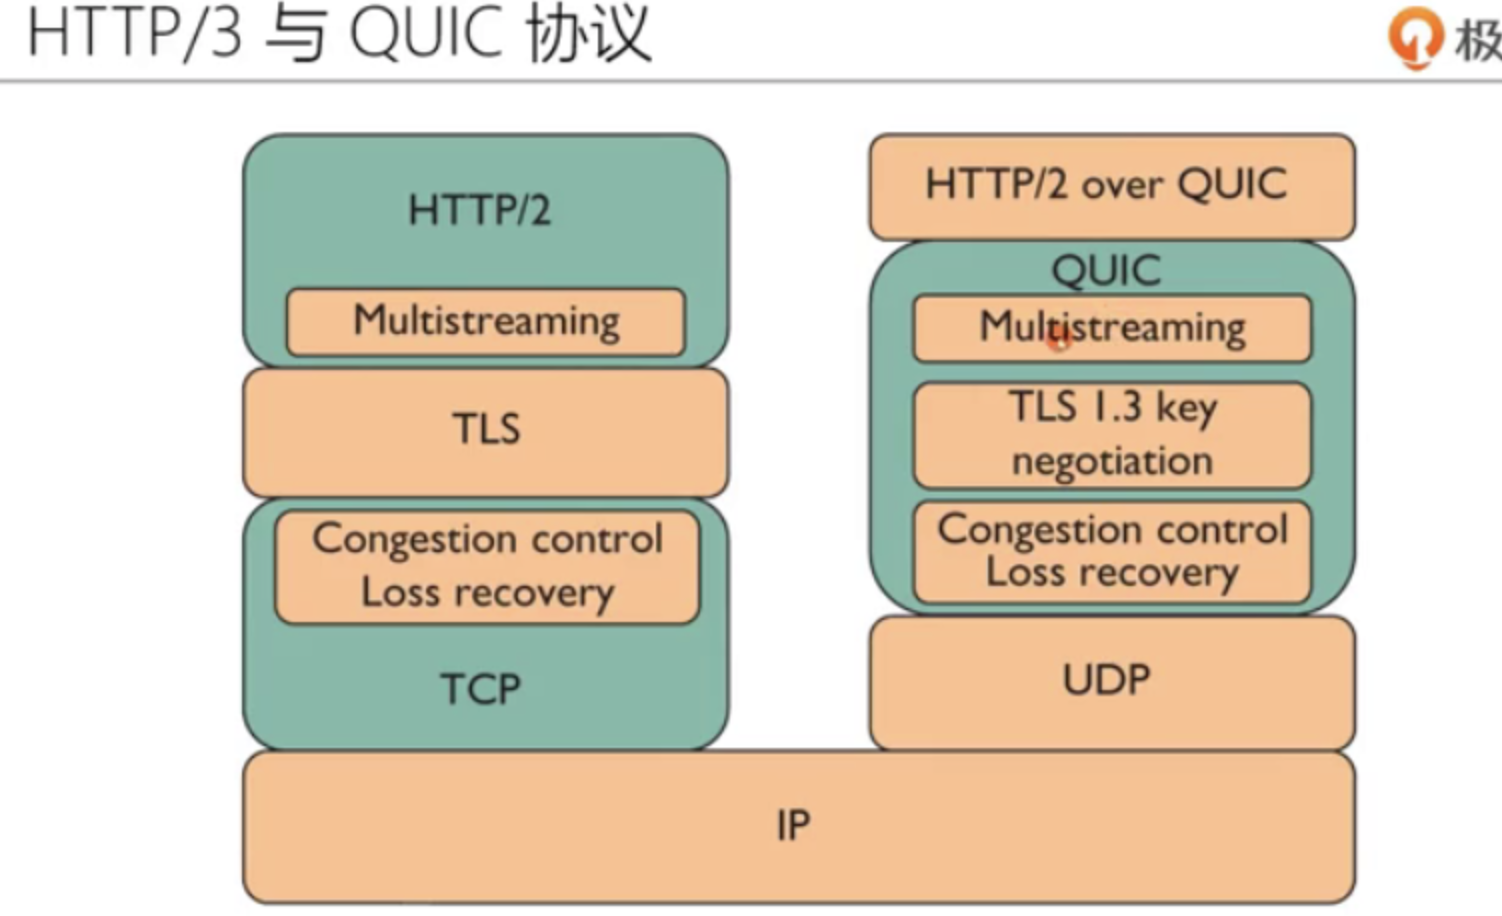 HTTP/3 与 QUIC 协议
极
HTTP/2
Multistreaming
TLS
Congestion control
Loss recovery
TCP
HTTP/2 over QUIC
QUIC
Multistreaming
TLS 1.3 key
negotiation
Congestion control
Loss recovery
UDP
IP